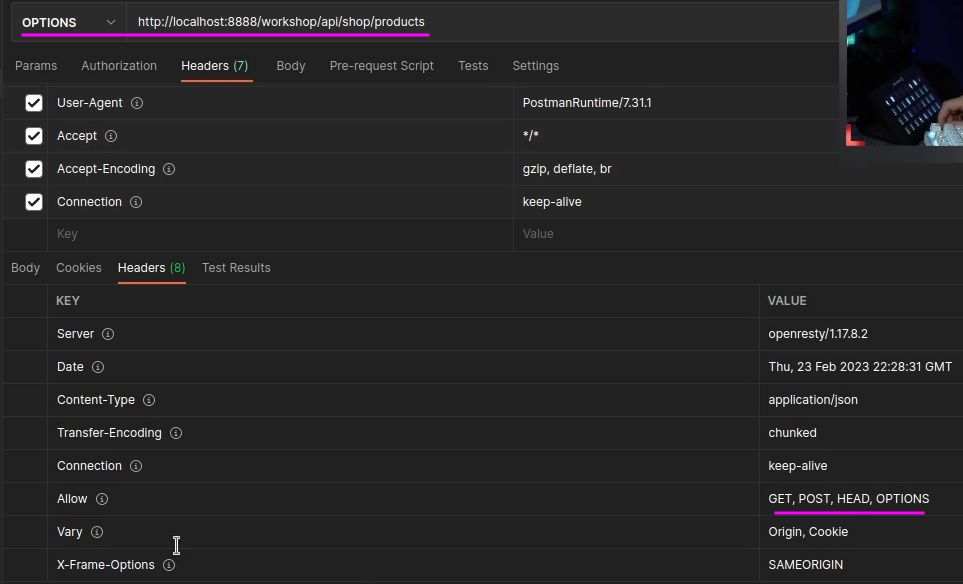 OPTIONS http://localhost:8888/workshop/api/shop/products
Params Authorization Headers (7) Body Pre-request Script Tests Settings
User-Agent PostmanRuntime/7.31.1
Accept */*
Accept-Encoding gzip, deflate, br
Connection keep-alive
Key Value
Body Cookies Headers (8) Test Results
KEY VALUE
Server openresty/1.17.8.2
Date Thu, 23 Feb 2023 22:28:31 GMT
Content-Type application/json
Transfer-Encoding chunked
Connection keep-alive
Allow GET, POST, HEAD, OPTIONS
Vary Origin, Cookie
X-Frame-Options SAMEORIGIN